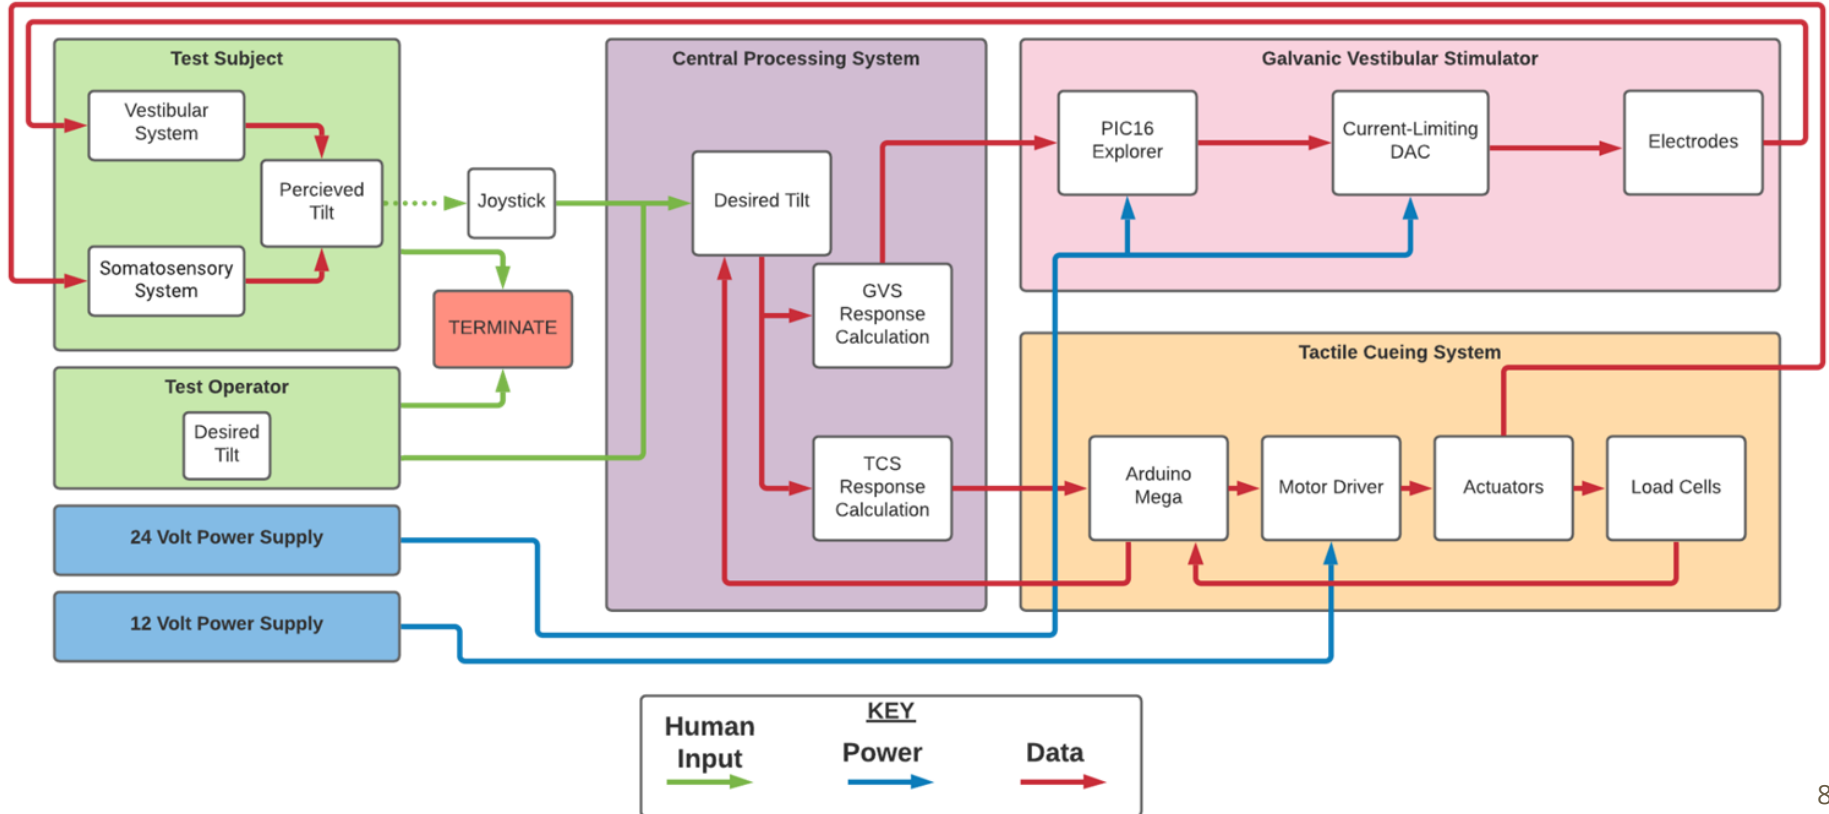 Test Subject
Vestibular
System
Percieved
Tilt
Somatosensory
System
Joystick
TERMINATE
Test Operator
Desired
Tilt
24 Volt Power Supply
12 Volt Power Supply
Central Processing System
Desired Tilt
GVS
Response
Calculation
TCS
Response
Calculation
Galvanic Vestibular Stimulator
PIC16
Explorer
Current-Limiting
DAC
Electrodes
Tactile Cueing System
Arduino
Mega
Motor Driver
Actuators
Load Cells
KEY
Human
Input
Power
Data
8